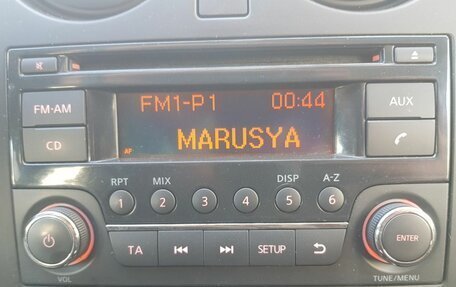 FM1-P1 00:44
FM·AM
AUX
AF MARUSYA
CD
RPT MIX DISP A-Z
1 2 3 4 5 6
TA SETUP ENTER
VOL TUNE/MENU